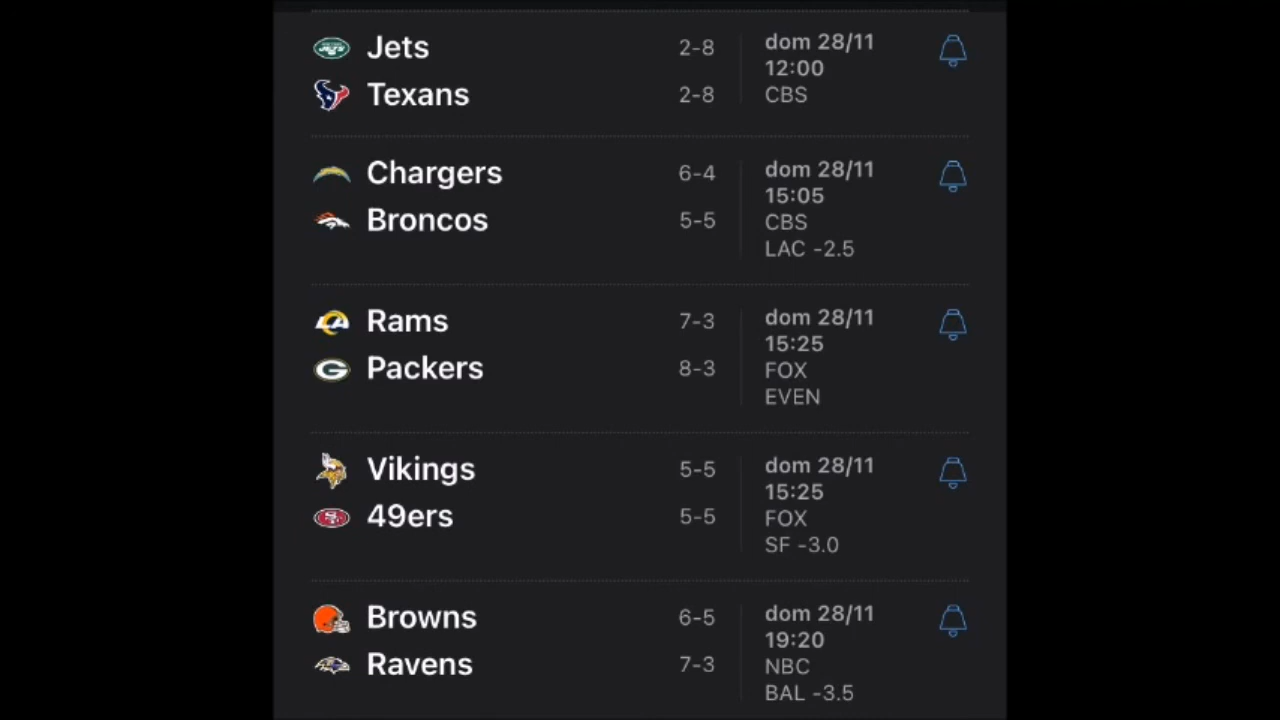 Jets 2-8 dom 28/11
12:00
Texans 2-8 CBS
Chargers 6-4 dom 28/11
15:05
Broncos 5-5 CBS
LAC -2.5
Rams 7-3 dom 28/11
15:25
Packers 8-3 FOX
EVEN
Vikings 5-5 dom 28/11
15:25
49ers 5-5 FOX
SF -3.0
Browns 6-5 dom 28/11
19:20
Ravens 7-3 NBC
BAL -3.5